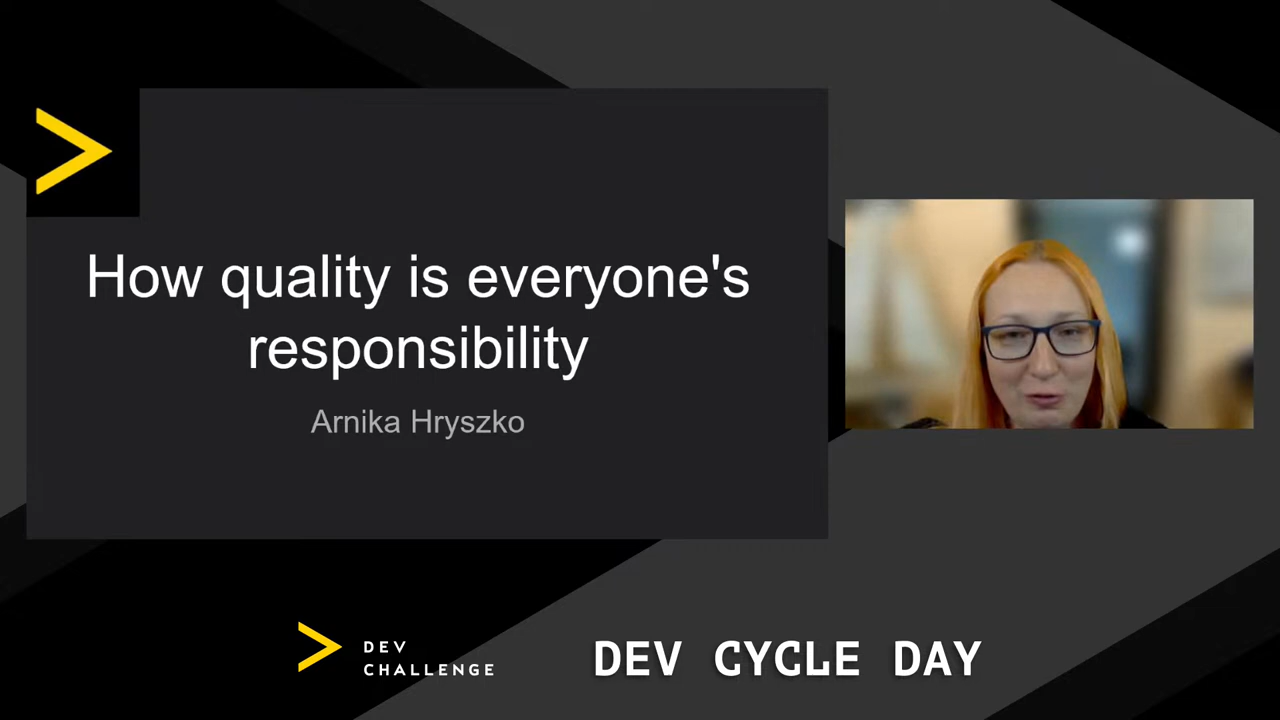 How quality is everyone's
responsibility
Arnika Hryszko
DEV
CHALLENGE
DEV CYCLE DAY